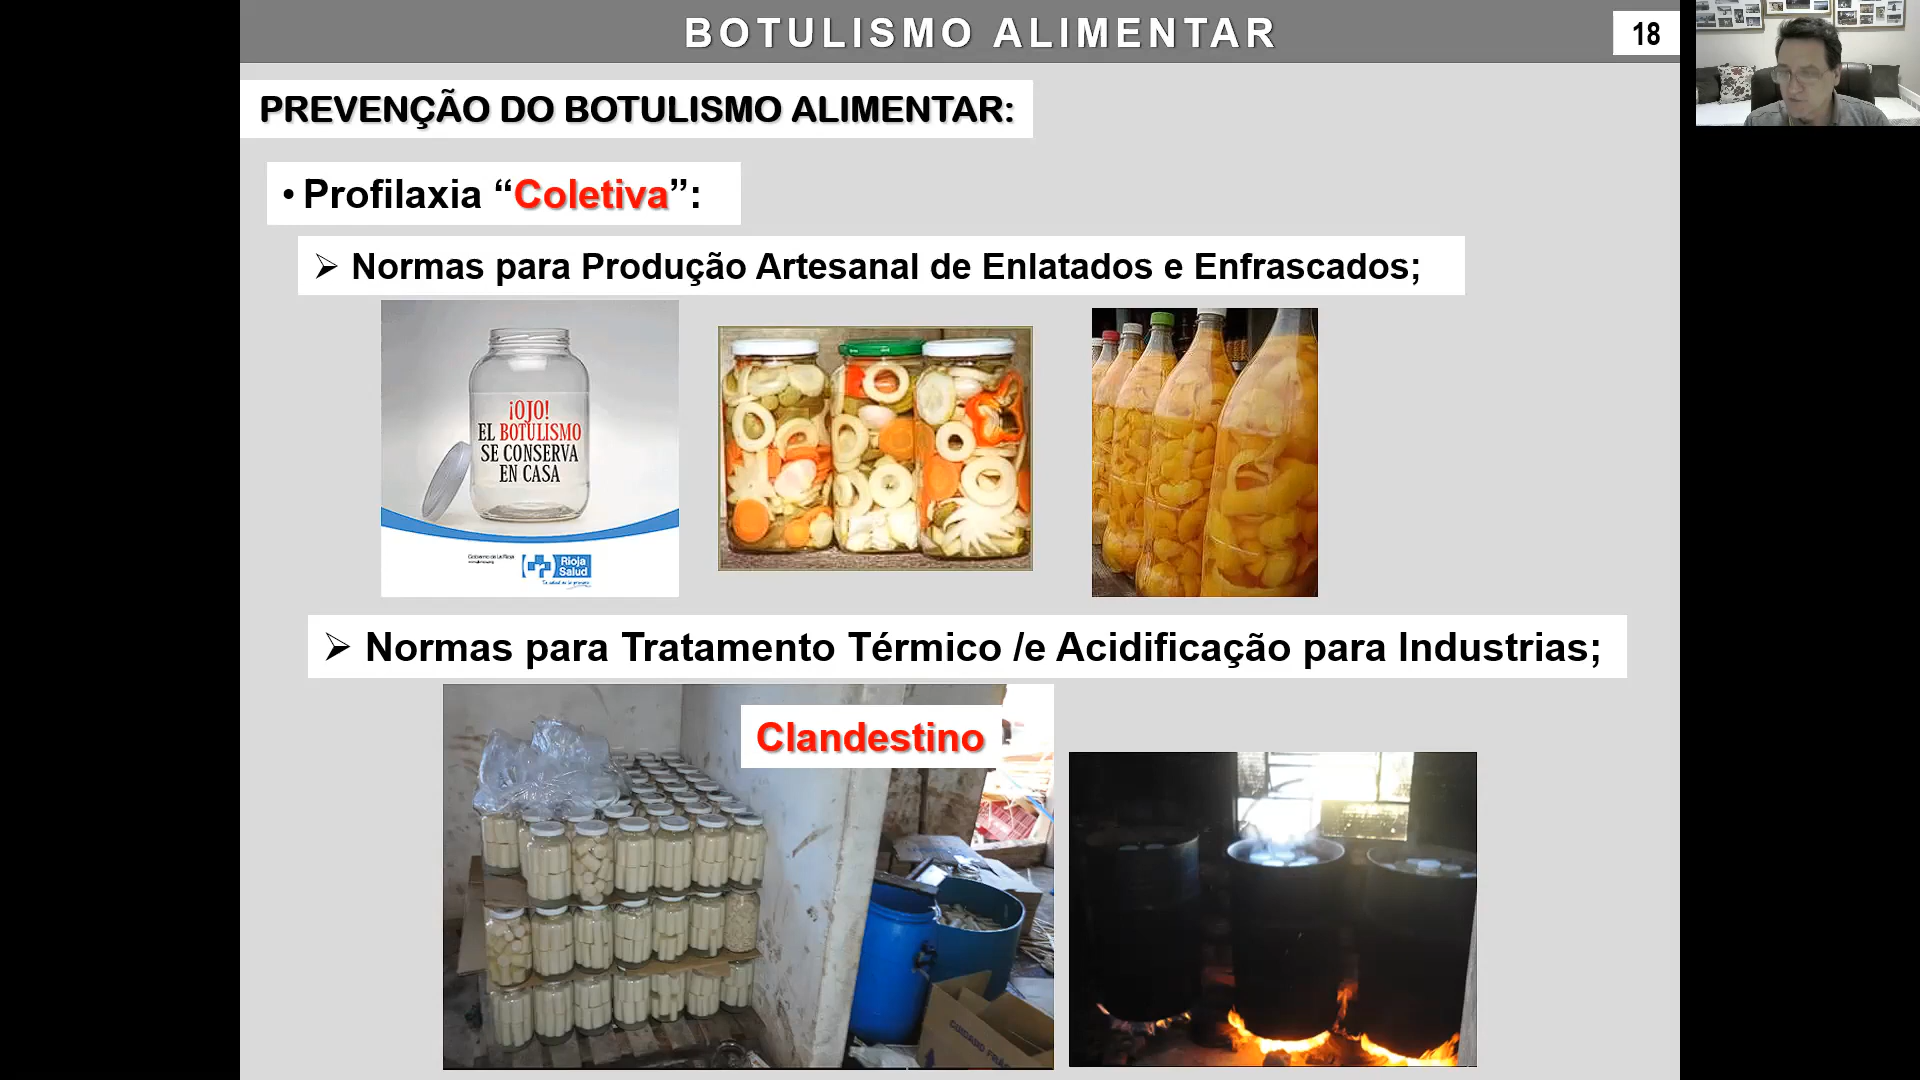 BOTULISMO ALIMENTAR
18
PREVENÇÃO DO BOTULISMO ALIMENTAR:
• Profilaxia “Coletiva”:
➢ Normas para Produção Artesanal de Enlatados e Enfrascados;
¡OJO!
EL BOTULISMO
SE CONSERVA
EN CASA
Gobierno de La Rioja
Rioja
Salud
➢ Normas para Tratamento Térmico /e Acidificação para Industrias;
Clandestino